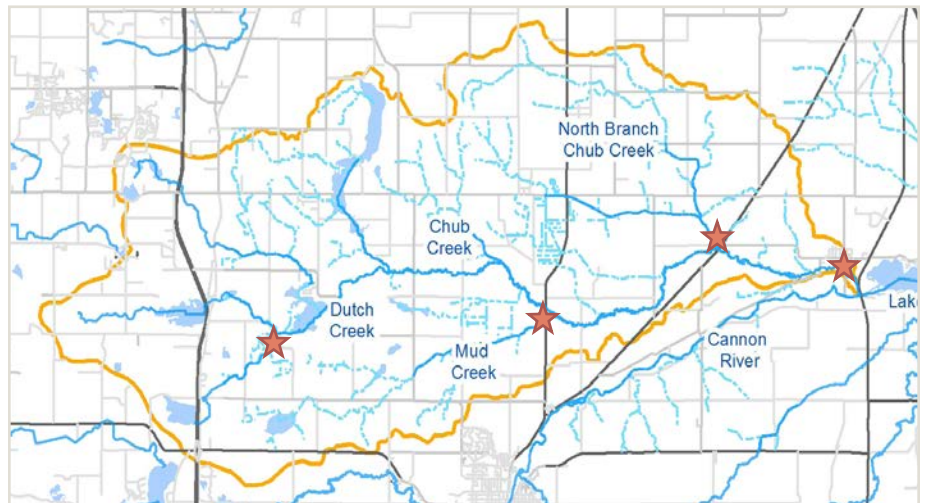 North Branch
Chub Creek
Chub
Creek
Dutch
Creek
Mud
Creek
Cannon
River
Lak